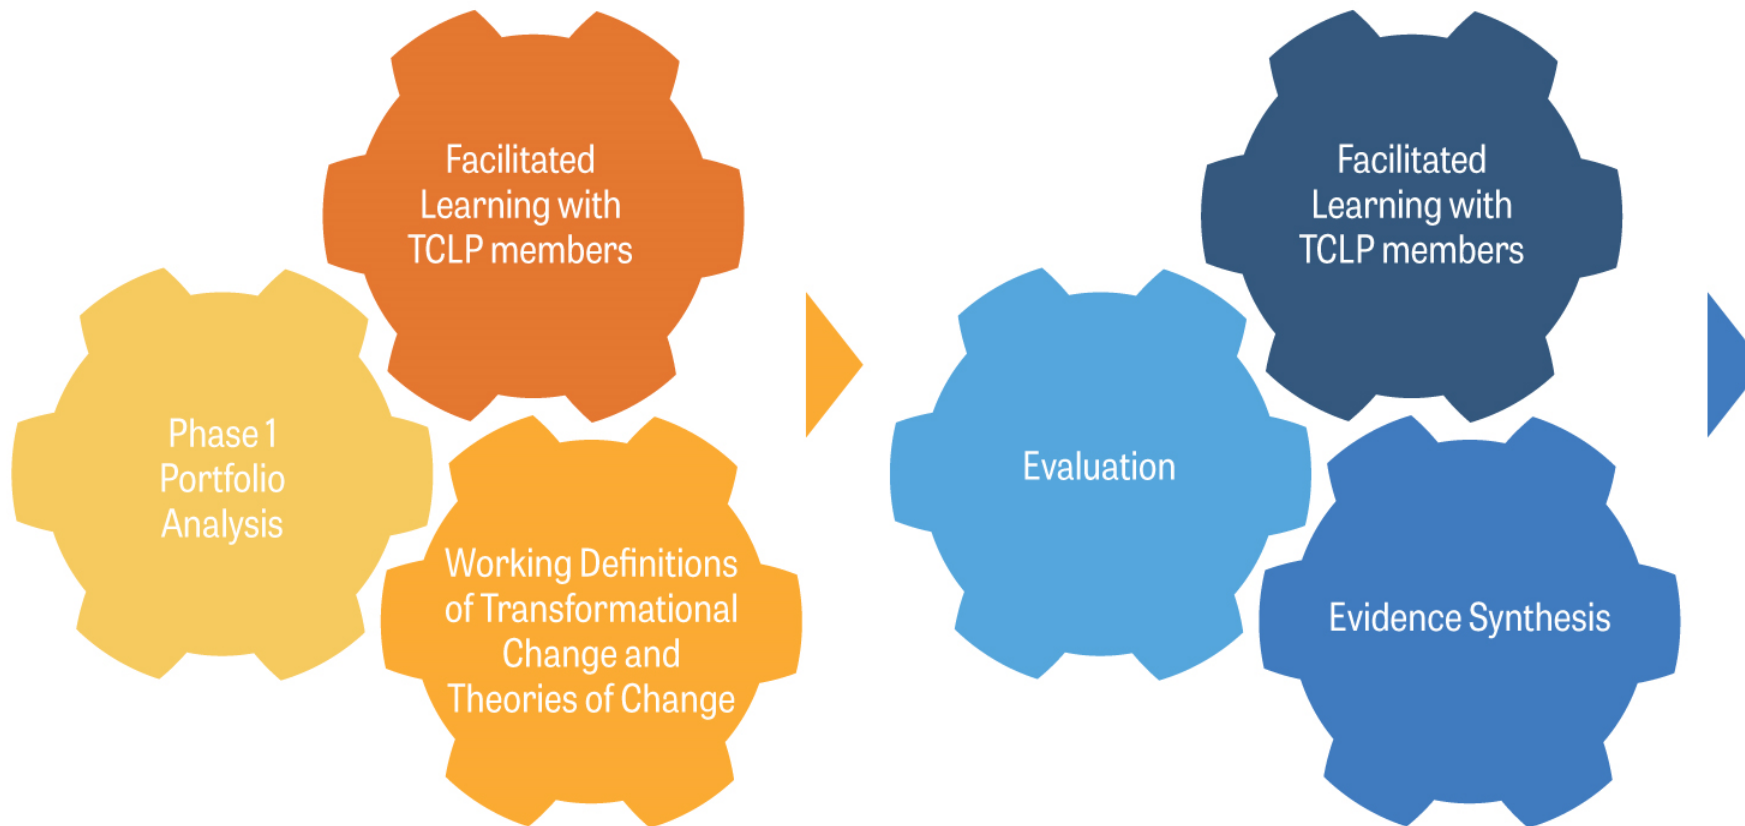 Facilitated
Learning with
TCLP members
Phase 1
Portfolio
Analysis
Working Definitions
of Transformational
Change and
Theories of Change
Facilitated
Learning with
TCLP members
Evaluation
Evidence Synthesis